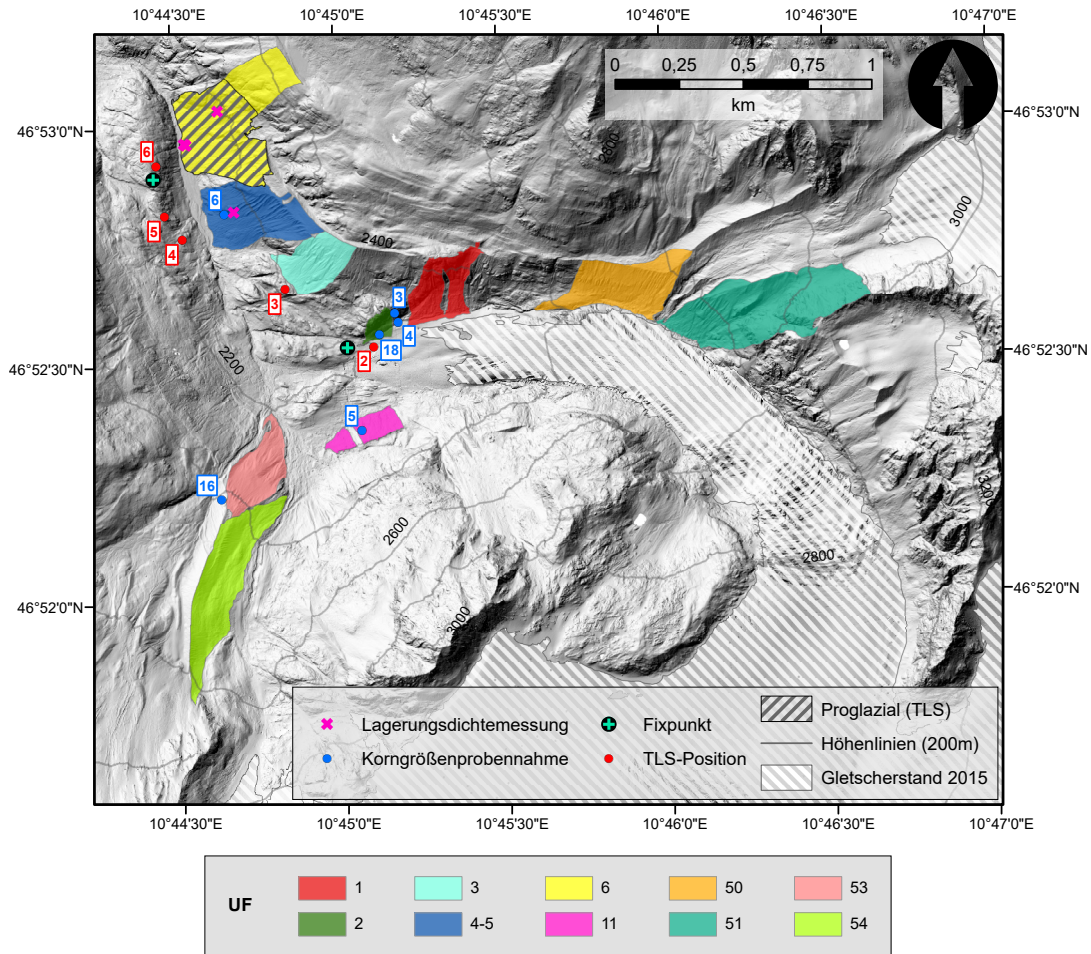 10°44'30"E 10°45'0"E 10°45'30"E 10°46'0"E 10°46'30"E 10°47'0"E
0 0,25 0,5 0,75 1
km
46°53'0"N 46°53'0"N
2800
3000
6
6
5
4
2400
3
3
4
18
2
46°52'30"N 46°52'30"N
2200
5
16
3200
2600
2800
46°52'0"N 46°52'0"N
3000
Lagerungsdichtemessung
Korngrößenprobennahme
Fixpunkt
TLS-Position
Proglazial (TLS)
Höhenlinien (200m)
Gletscherstand 2015
10°44'30"E 10°45'0"E 10°45'30"E 10°46'0"E 10°46'30"E 10°47'0"E
UF
1 3 6 50 53
2 4-5 11 51 54